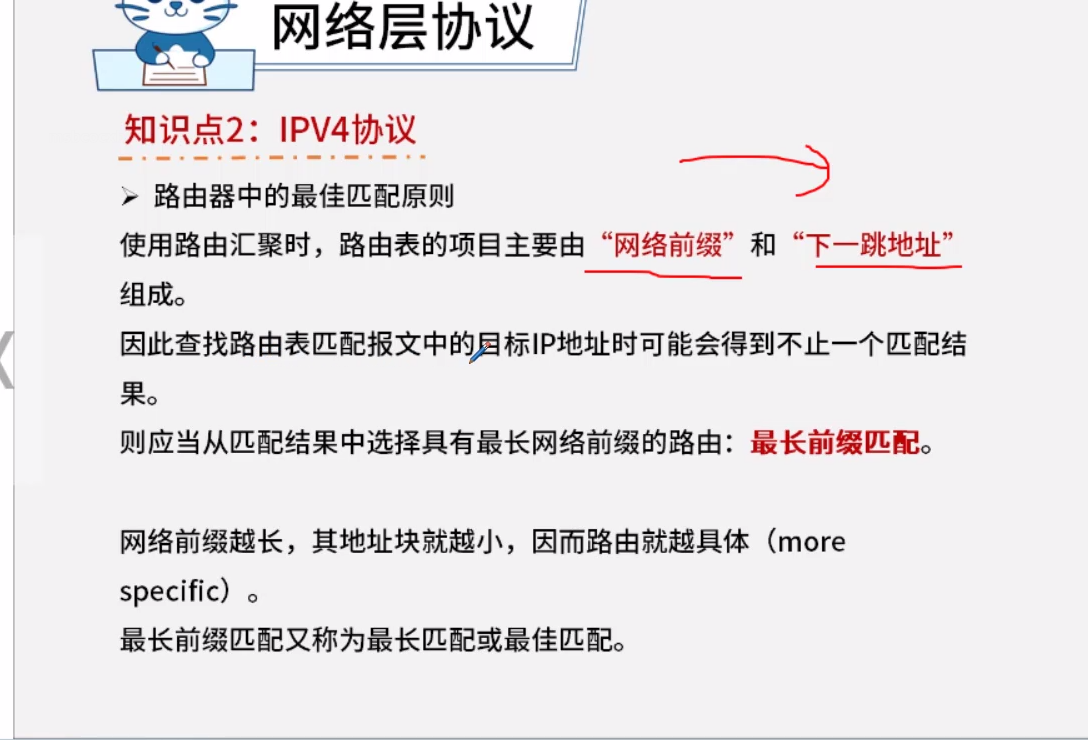 网络层协议
知识点2：IPV4协议
➢ 路由器中的最佳匹配原则
使用路由汇聚时，路由表的项目主要由“网络前缀”和“下一跳地址”
组成。
因此查找路由表匹配报文中的目标IP地址时可能会得到不止一个匹配结
果。
则应当从匹配结果中选择具有最长网络前缀的路由：最长前缀匹配。
网络前缀越长，其地址块就越小，因而路由就越具体（more
specific）。
最长前缀匹配又称为最长匹配或最佳匹配。